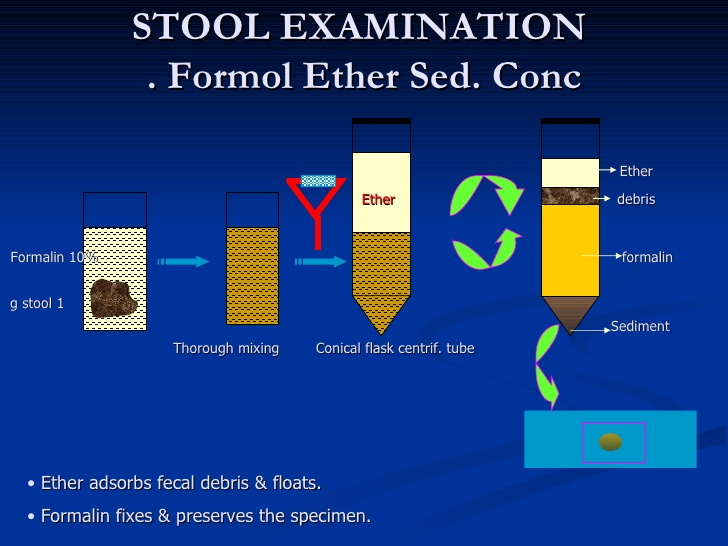 STOOL EXAMINATION
. Formol Ether Sed. Conc
Ether
Ether
debris
Formalin 10%
formalin
g stool 1
Sediment
Thorough mixing
Conical flask centrif. tube
• Ether adsorbs fecal debris & floats.
• Formalin fixes & preserves the specimen.